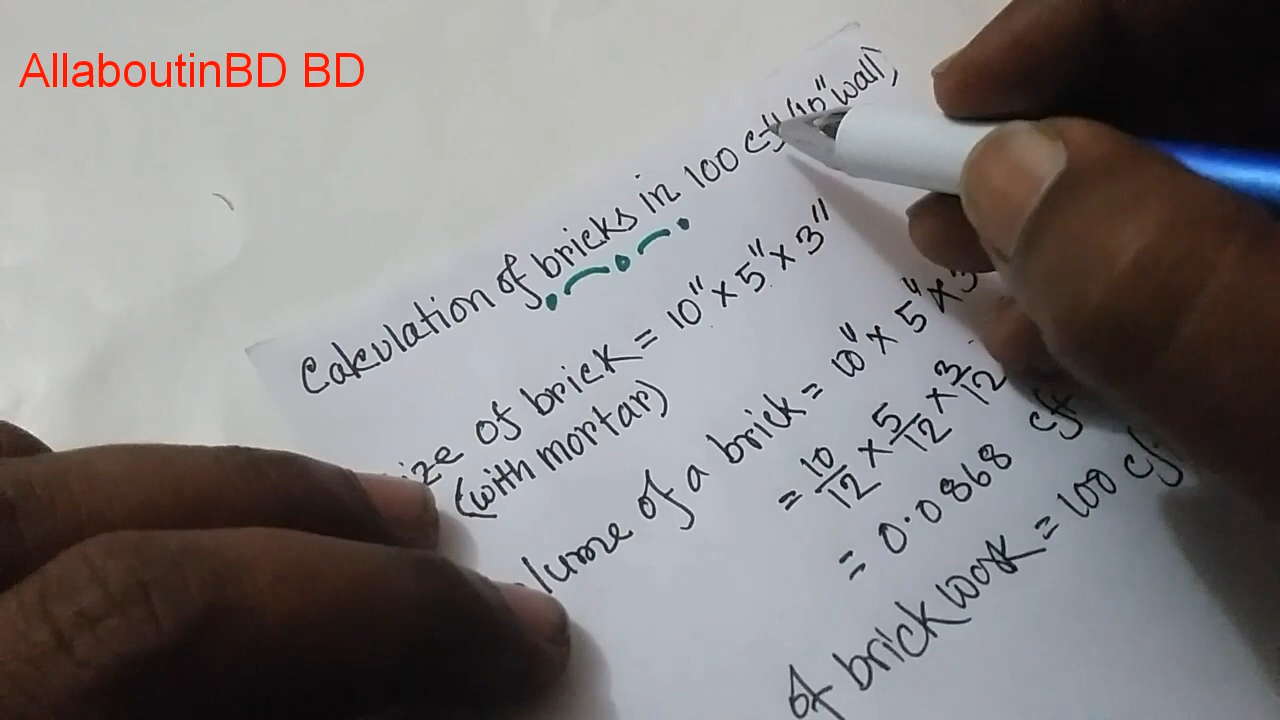 AllaboutinBD BD
Calculation of bricks in 100 cft (10" wall)
ize of brick = 10" x 5" x 3"
(with mortar)
lume of a brick = 10" x 5" x 3
= 10/12 x 5/12 x 3/12
= 0.0868 cft
of brick work = 100 cft